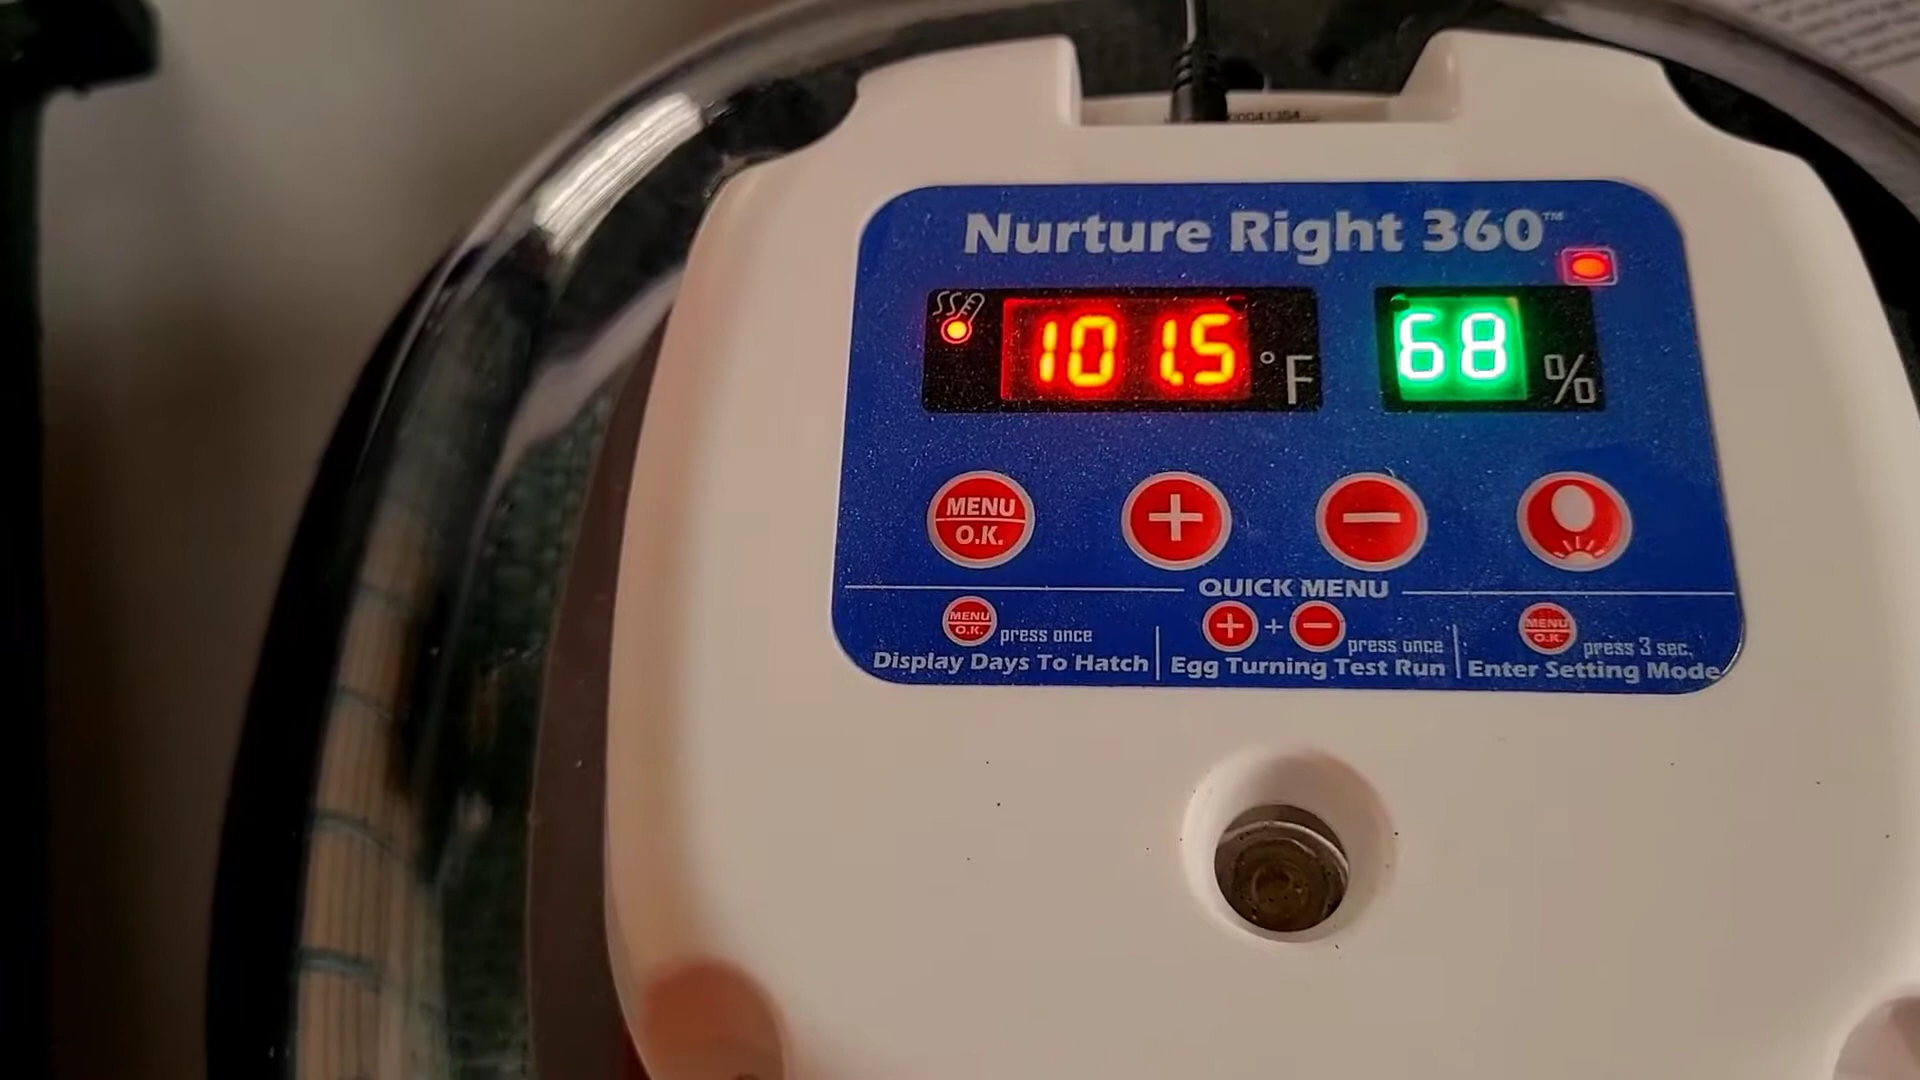 Nurture Right 360™
101.5 °F 68 %
MENU O.K. + −
QUICK MENU
MENU O.K. press once + + − press once MENU O.K. press 3 sec.
Display Days To Hatch Egg Turning Test Run Enter Setting Mode